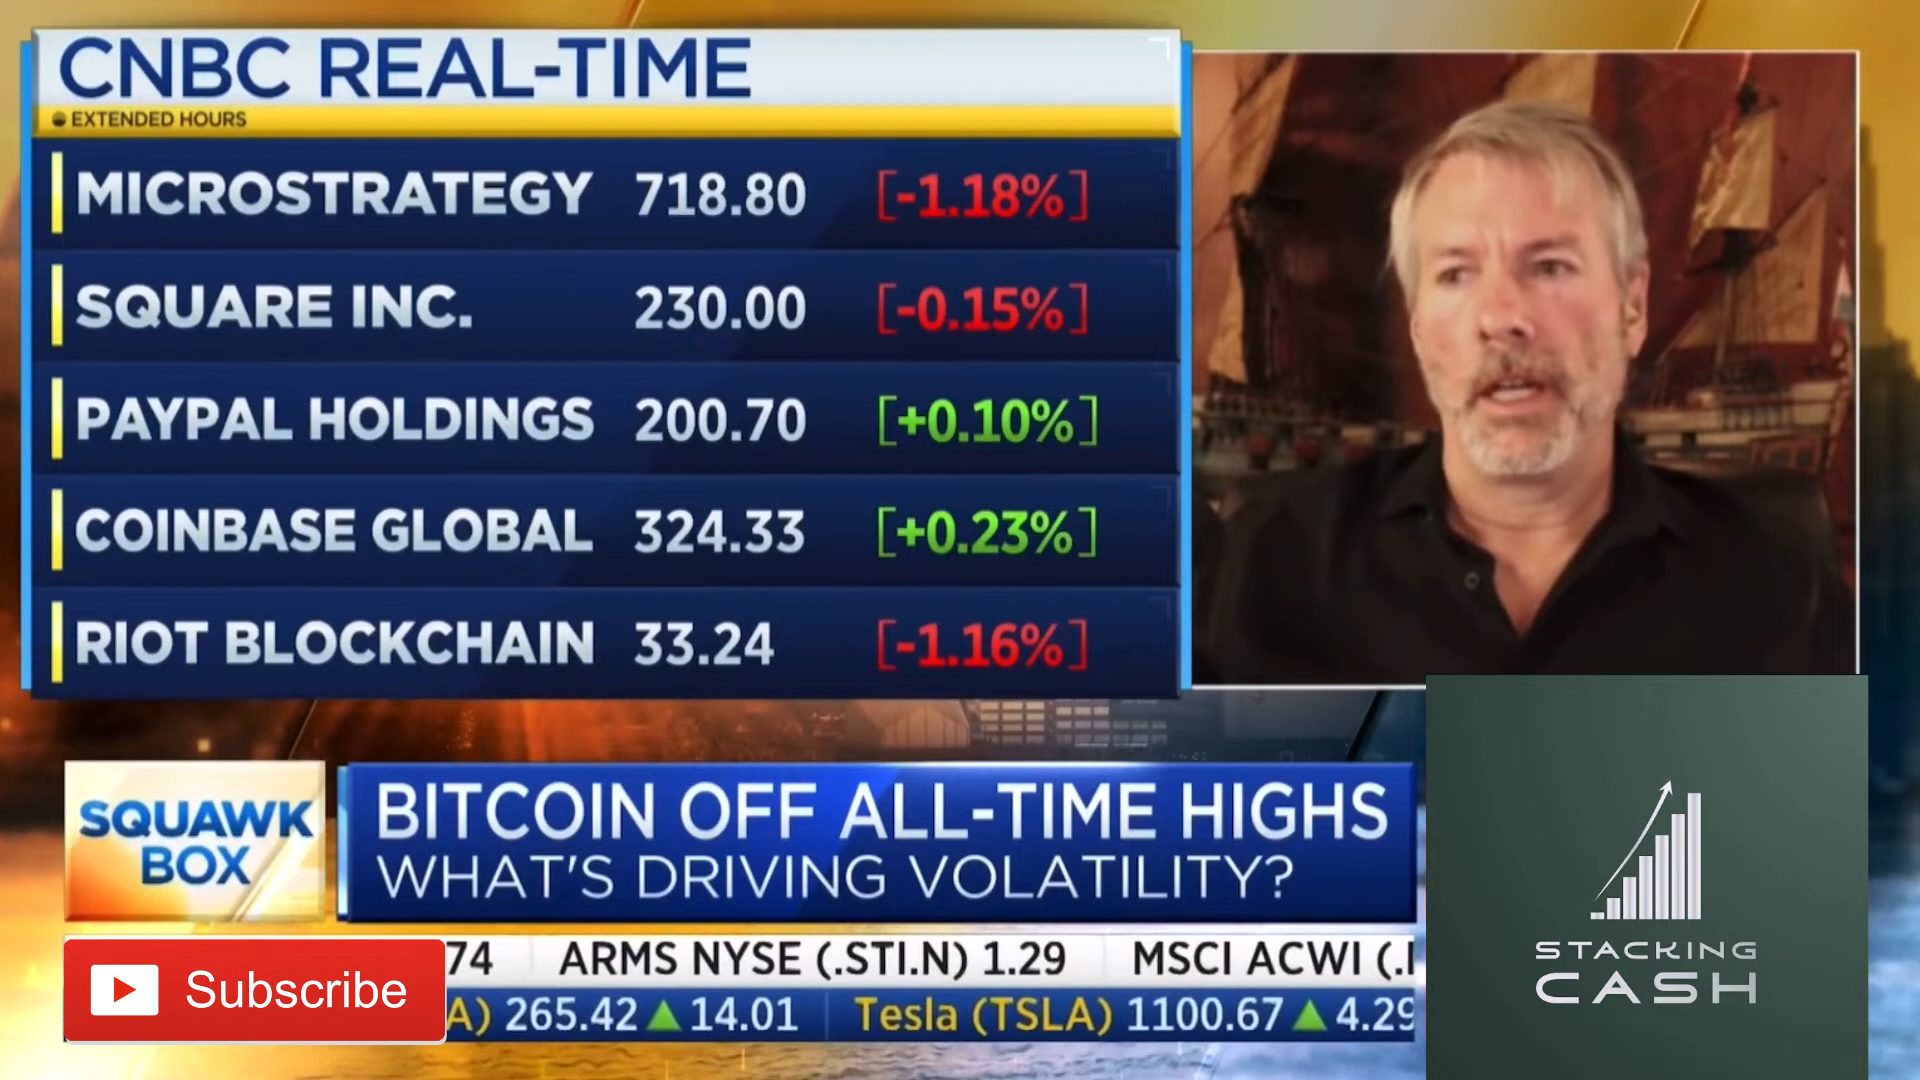 CNBC REAL-TIME
EXTENDED HOURS
MICROSTRATEGY 718.80 [-1.18%]
SQUARE INC. 230.00 [-0.15%]
PAYPAL HOLDINGS 200.70 [+0.10%]
COINBASE GLOBAL 324.33 [+0.23%]
RIOT BLOCKCHAIN 33.24 [-1.16%]
SQUAWK
BOX
BITCOIN OFF ALL-TIME HIGHS
WHAT'S DRIVING VOLATILITY?
74 ARMS NYSE (.STI.N) 1.29 MSCI ACWI (.
Subscribe
A) 265.42 ▲ 14.01 Tesla (TSLA) 1100.67 ▲ 4.29
STACKING
CASH